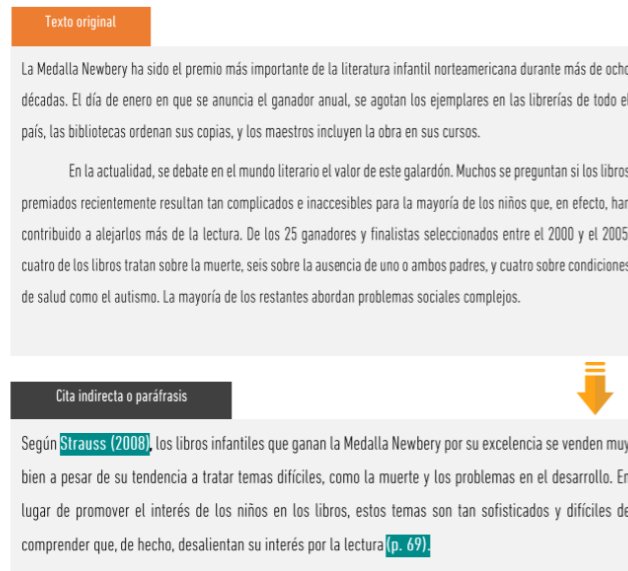 Texto original
La Medalla Newbery ha sido el premio más importante de la literatura infantil norteamericana durante más de ocho
décadas. El día de enero en que se anuncia el ganador anual, se agotan los ejemplares en las librerías de todo el
país, las bibliotecas ordenan sus copias, y los maestros incluyen la obra en sus cursos.
En la actualidad, se debate en el mundo literario el valor de este galardón. Muchos se preguntan si los libros
premiados recientemente resultan tan complicados e inaccesibles para la mayoría de los niños que, en efecto, han
contribuido a alejarlos más de la lectura. De los 25 ganadores y finalistas seleccionados entre el 2000 y el 2005
cuatro de los libros tratan sobre la muerte, seis sobre la ausencia de uno o ambos padres, y cuatro sobre condiciones
de salud como el autismo. La mayoría de los restantes abordan problemas sociales complejos.
Cita indirecta o paráfrasis
Según Strauss (2008), los libros infantiles que ganan la Medalla Newbery por su excelencia se venden muy
bien a pesar de su tendencia a tratar temas difíciles, como la muerte y los problemas en el desarrollo. En
lugar de promover el interés de los niños en los libros, estos temas son tan sofisticados y difíciles de
comprender que, de hecho, desalientan su interés por la lectura (p. 69).